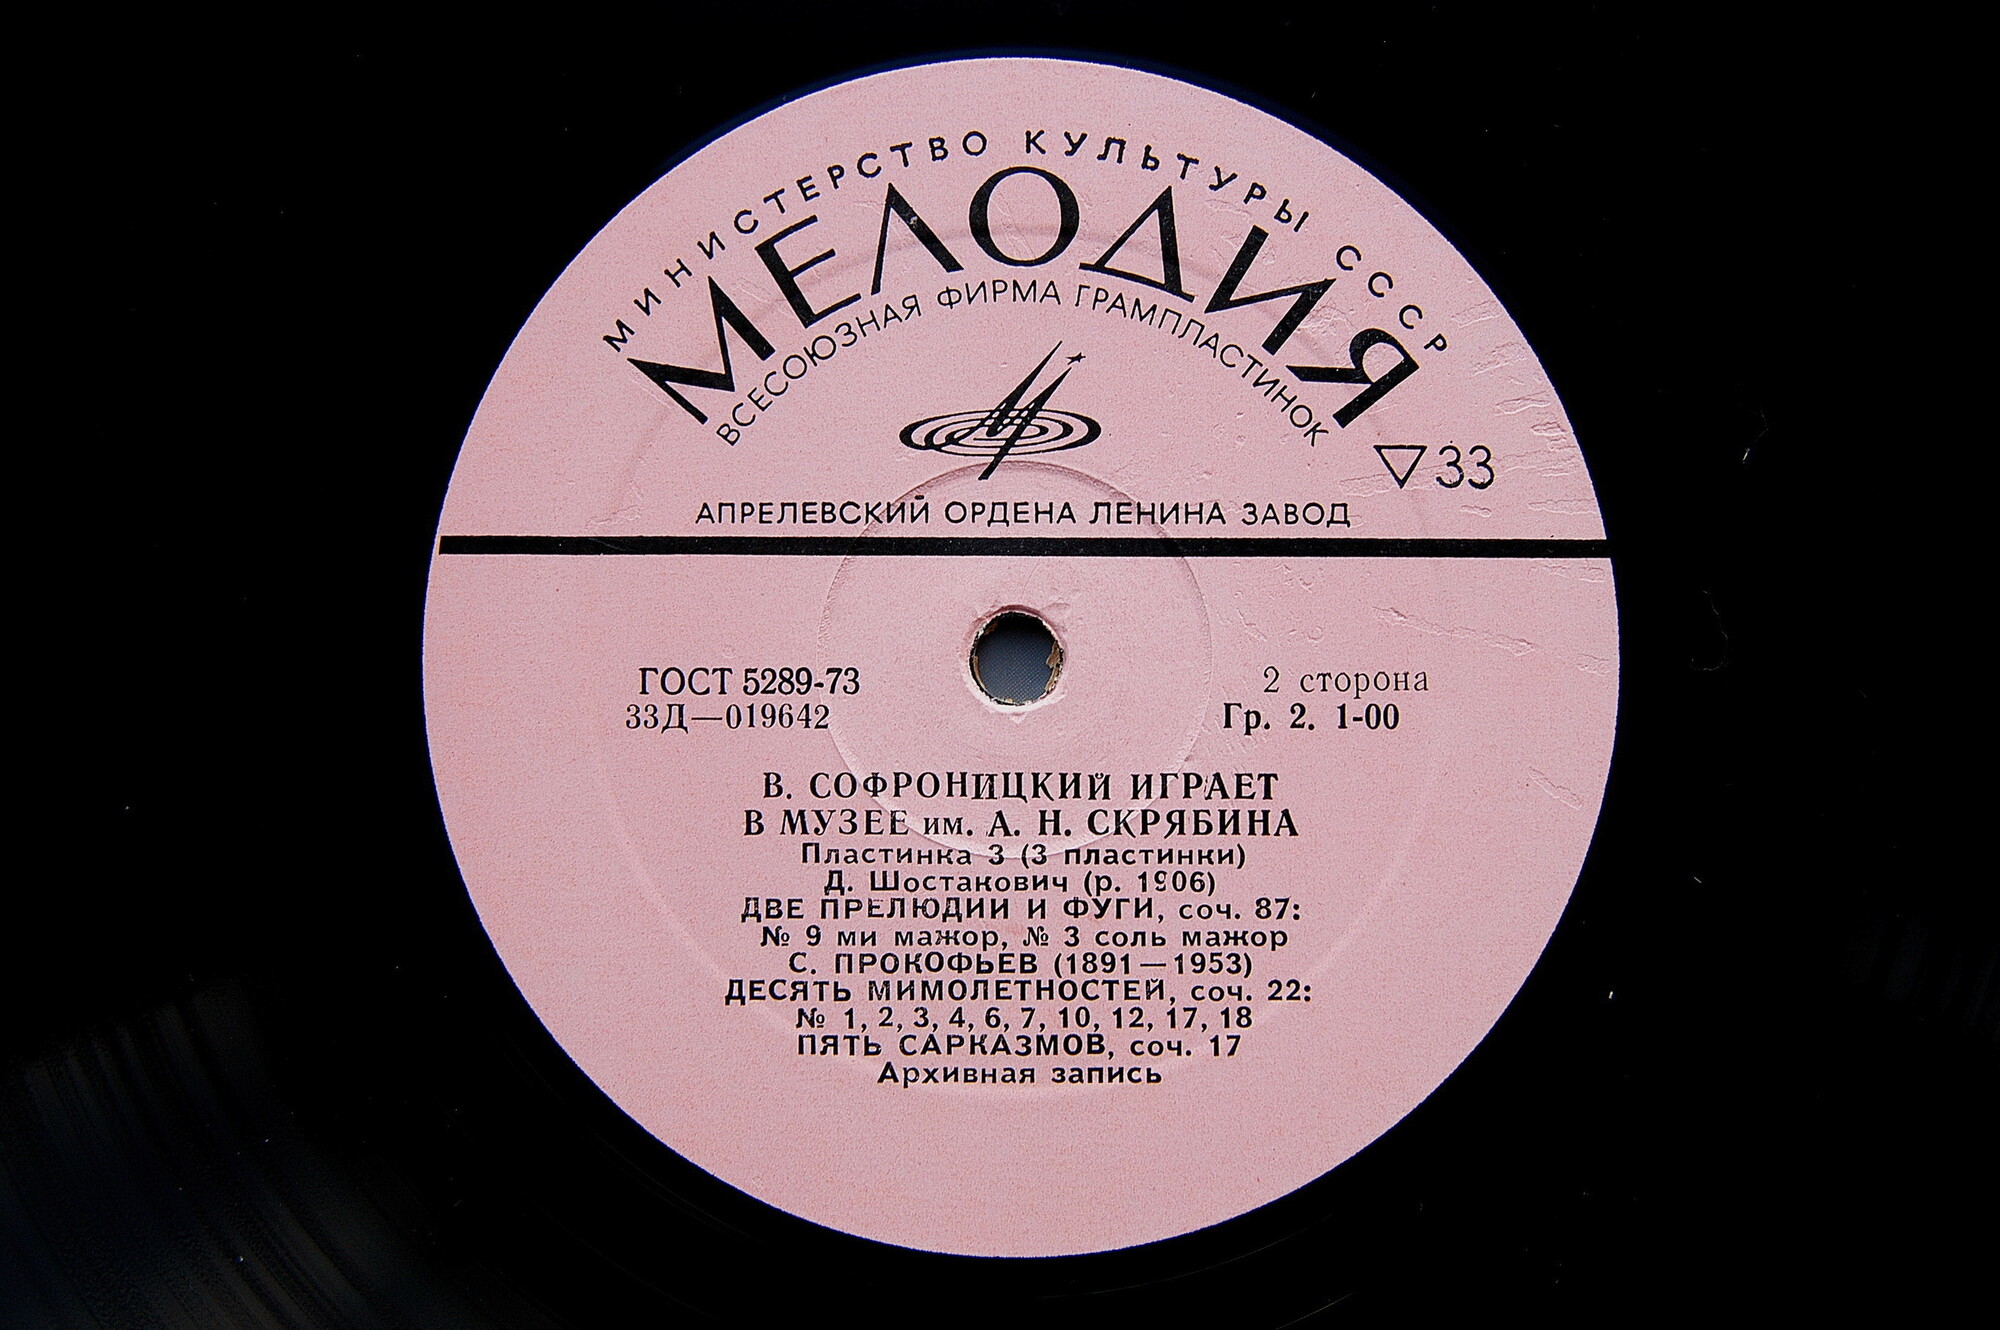 МИНИСТЕРСТВО КУЛЬТУРЫ СССР
МЕЛОДИЯ
ВСЕСОЮЗНАЯ ФИРМА ГРАМПЛАСТИНОК
33
АПРЕЛЕВСКИЙ ОРДЕНА ЛЕНИНА ЗАВОД
ГОСТ 5289-73
33Д—019642
2 сторона
Гр. 2. 1-00
В. СОФРОНИЦКИЙ ИГРАЕТ
В МУЗЕЕ им. А. Н. СКРЯБИНА
Пластинка 3 (3 пластинки)
Д. Шостакович (р. 1906)
ДВЕ ПРЕЛЮДИИ И ФУГИ, соч. 87:
№ 9 ми мажор, № 3 соль мажор
С. ПРОКОФЬЕВ (1891—1953)
ДЕСЯТЬ МИМОЛЕТНОСТЕЙ, соч. 22:
№ 1, 2, 3, 4, 6, 7, 10, 12, 17, 18
ПЯТЬ САРКАЗМОВ, соч. 17
Архивная запись